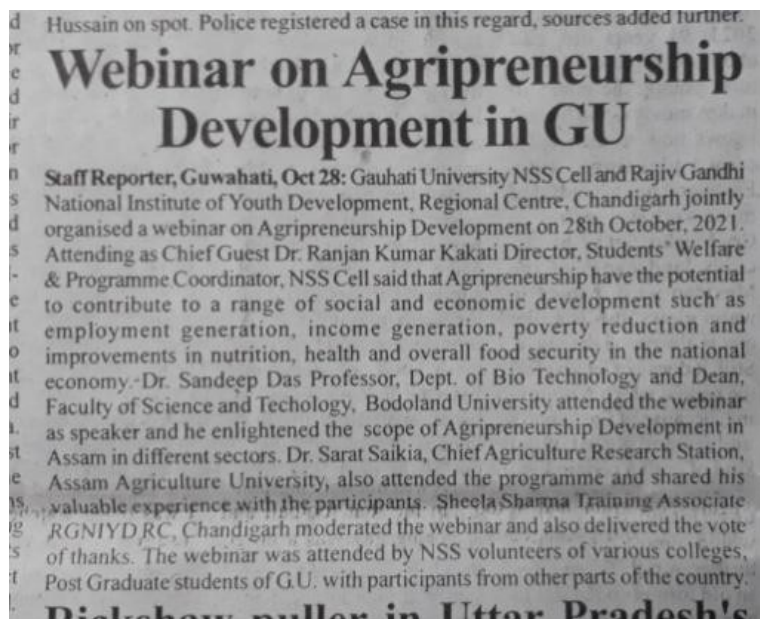 Hussain on spot. Police registered a case in this regard, sources added further.
Webinar on Agripreneurship
Development in GU
Staff Reporter, Guwahati, Oct 28: Gauhati University NSS Cell and Rajiv Gandhi
National Institute of Youth Development, Regional Centre, Chandigarh jointly
organised a webinar on Agripreneurship Development on 28th October, 2021.
Attending as Chief Guest Dr. Ranjan Kumar Kakati Director, Students' Welfare
& Programme Coordinator, NSS Cell said that Agripreneurship have the potential
to contribute to a range of social and economic development such as
employment generation, income generation, poverty reduction and
improvements in nutrition, health and overall food security in the national
economy. Dr. Sandeep Das Professor, Dept. of Bio Technology and Dean,
Faculty of Science and Techology, Bodoland University attended the webinar
as speaker and he enlightened the scope of Agripreneurship Development in
Assam in different sectors. Dr. Sarat Saikia, Chief Agriculture Research Station,
Assam Agriculture University, also attended the programme and shared his
valuable experience with the participants. Sheela Sharma Training Associate
RGNIYD,RC, Chandigarh moderated the webinar and also delivered the vote
of thanks. The webinar was attended by NSS volunteers of various colleges,
Post Graduate students of G.U. with participants from other parts of the country.
Rickshaw puller in Uttar Pradesh's